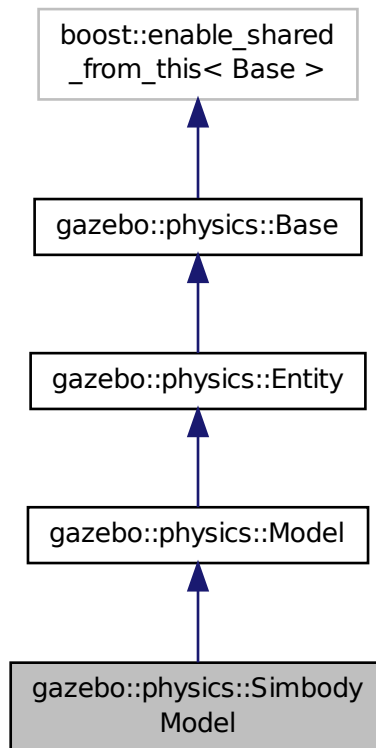 boost::enable_shared
_from_this< Base >
gazebo::physics::Base
gazebo::physics::Entity
gazebo::physics::Model
gazebo::physics::Simbody
Model